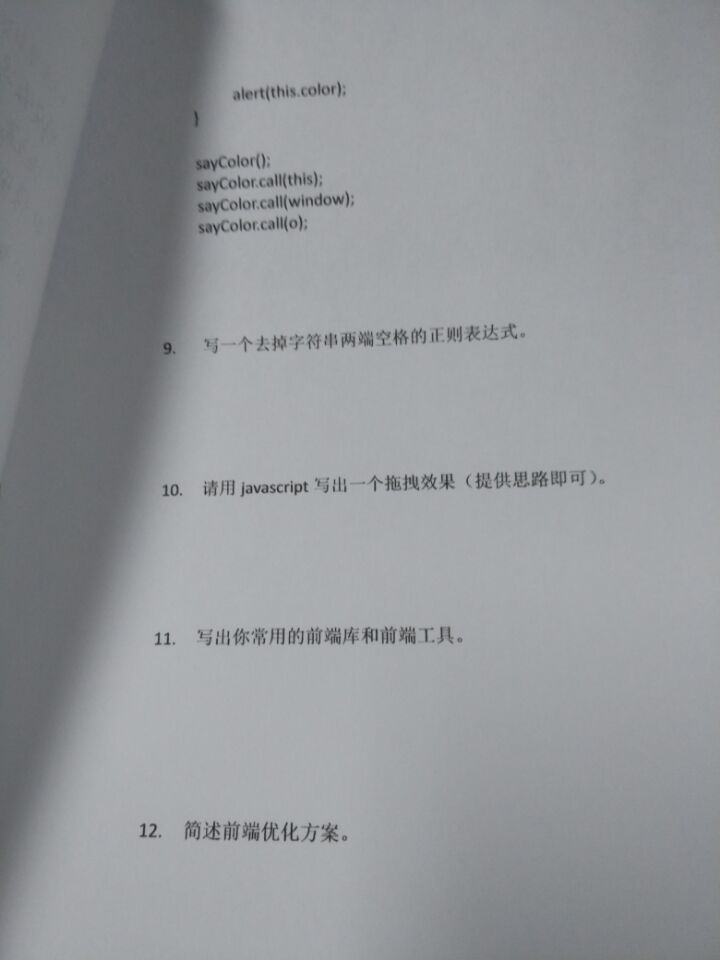 alert(this.color);
}
sayColor();
sayColor.call(this);
sayColor.call(window);
sayColor.call(o);
9. 写一个去掉字符串两端空格的正则表达式。
10. 请用 javascript 写出一个拖拽效果（提供思路即可）。
11. 写出你常用的前端库和前端工具。
12. 简述前端优化方案。